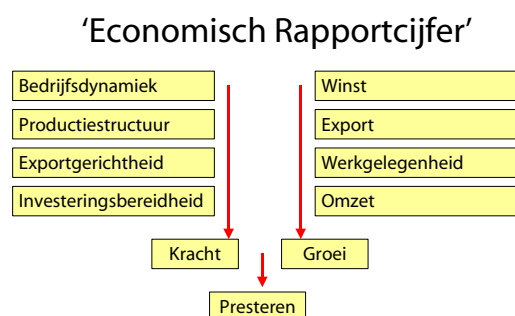 ‘Economisch Rapportcijfer’
Bedrijfsdynamiek
Productiestructuur
Exportgerichtheid
Investeringsbereidheid
Winst
Export
Werkgelegenheid
Omzet
Kracht
Groei
Presteren